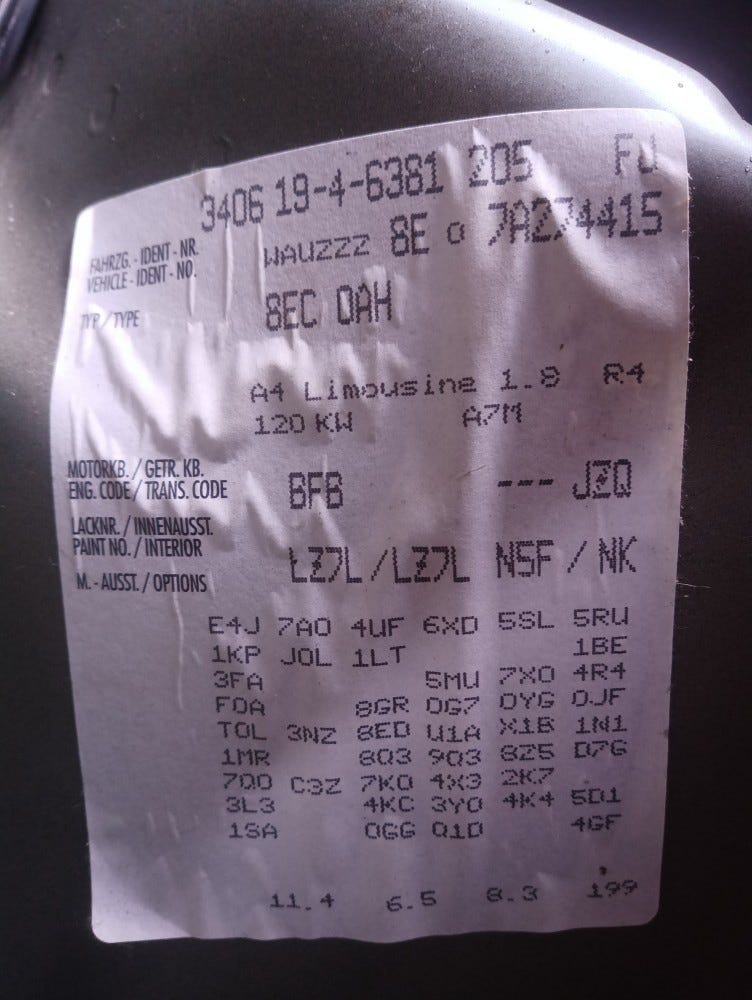 3406 19-4-6381 205 FJ
FAHRZG. - IDENT - NR.
VEHICLE - IDENT - NO.
WAUZZZ 8E 0 7A274415
TYP / TYPE
8EC 0AH
A4 Limousine 1.8 R4
120 KW A7M
MOTORKB. / GETR. KB.
ENG. CODE / TRANS. CODE
BFB --- JZQ
LACKNR. / INNENAUSST.
PAINT NO. / INTERIOR
LZ7L /LZ7L N5F / NK
M. - AUSST. / OPTIONS
E4J 7A0 4UF 6XD 5SL 5RU
1KP J0L 1LT 1BE
3FA 5MU 7X0 4R4
F0A 8GR 0G7 0YG 0JF
T0L 3NZ 8ED U1A X1B 1N1
1MR 8Q3 9Q3 8Z5 D7G
7Q0 C3Z 7K0 4X3 2K7
3L3 4KC 3Y0 4K4 5D1
1SA 0GG Q1D 4GF
11.4 6.5 8.3 199